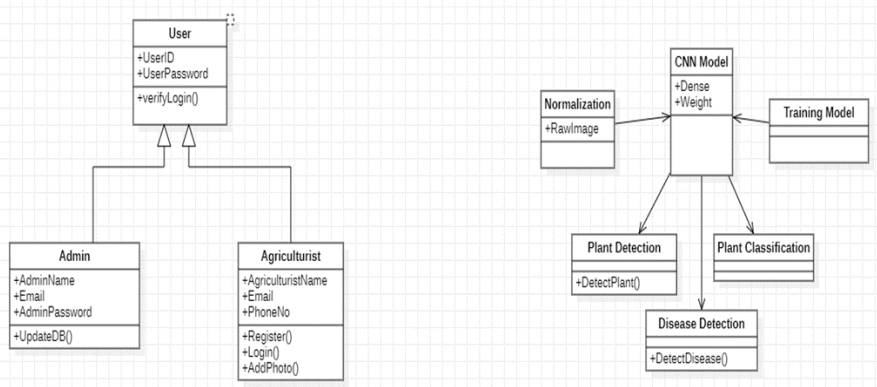 User
+UserID
+UserPassword
+verifyLogin()
Admin
+AdminName
+Email
+AdminPassword
+UpdateDB()
Agriculturist
+AgriculturistName
+Email
+PhoneNo
+Register()
+Login()
+AddPhoto()
CNN Model
+Dense
+Weight
Normalization
+RawImage
Training Model
Plant Detection
+DetectPlant()
Plant Classification
Disease Detection
+DetectDisease()